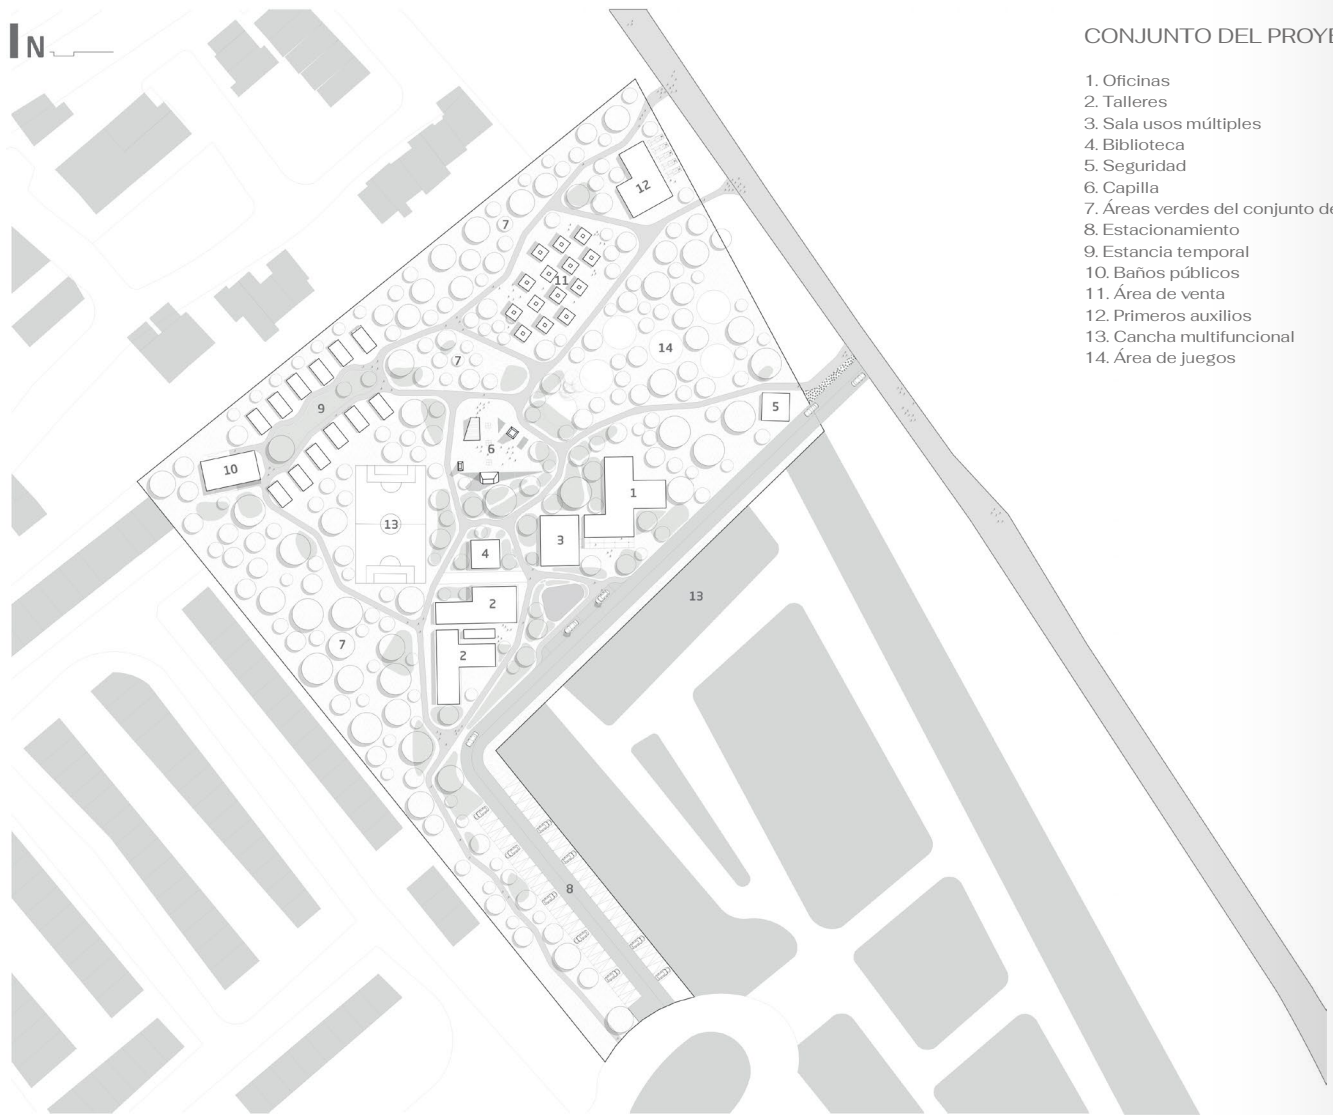 N
CONJUNTO DEL
1. Oficinas
2. Talleres
3. Sala usos múltiples
4. Biblioteca
5. Seguridad
6. Capilla
7. Áreas verdes del conjunto
8. Estacionamiento
9. Estancia temporal
10. Baños públicos
11. Área de venta
12. Primeros auxilios
13. Cancha multifuncional
14. Área de juegos
12
7
11
14
7
9
5
6
10
1
13
3
4
13
2
7
2
8